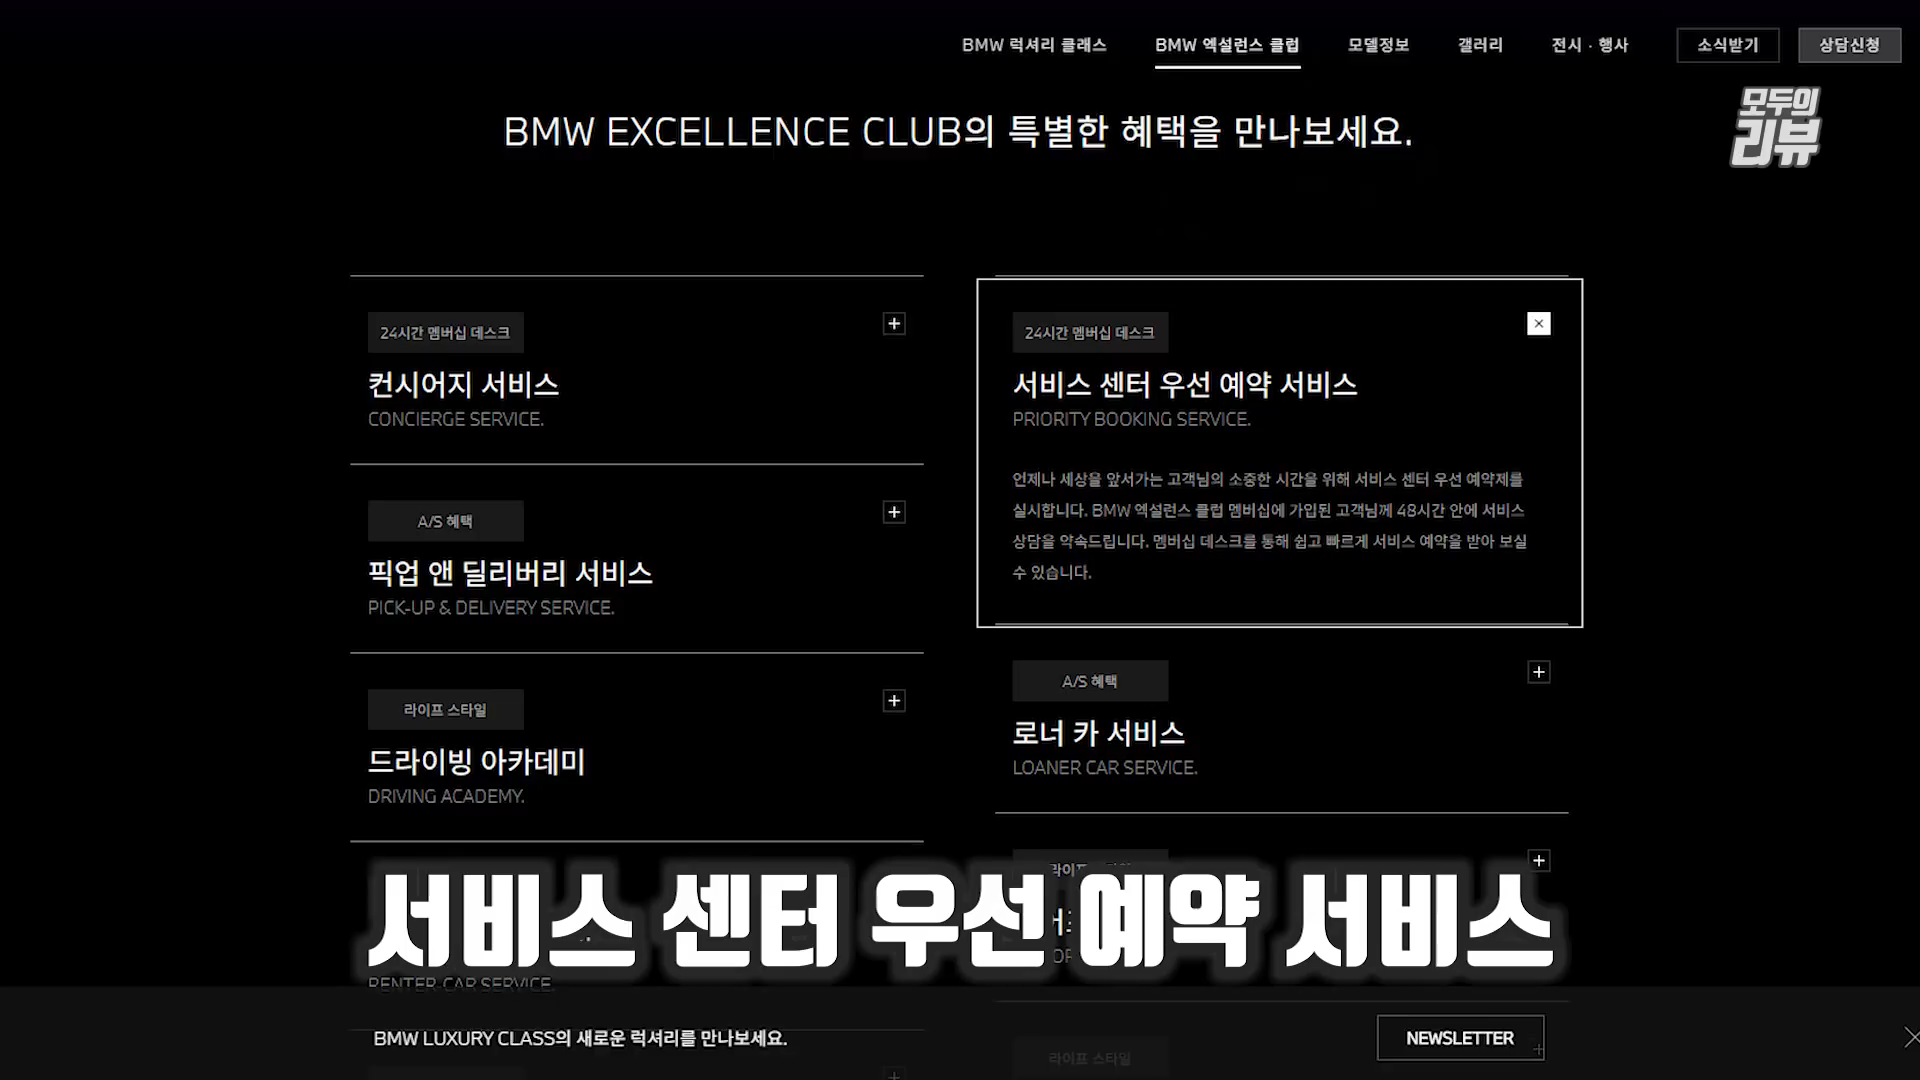 BMW 럭셔리 클래스
BMW 엑설런스 클럽
모델정보
갤러리
전시 · 행사
소식받기
상담신청
모두의
리뷰
BMW EXCELLENCE CLUB의 특별한 혜택을 만나보세요.
24시간 멤버십 데스크
컨시어지 서비스
CONCIERGE SERVICE.
A/S 혜택
픽업 앤 딜리버리 서비스
PICK-UP & DELIVERY SERVICE.
라이프 스타일
드라이빙 아카데미
DRIVING ACADEMY.
24시간 멤버십 데스크
서비스 센터 우선 예약 서비스
PRIORITY BOOKING SERVICE.
언제나 세상을 앞서가는 고객님의 소중한 시간을 위해 서비스 센터 우선 예약제를
실시합니다. BMW 엑설런스 클럽 멤버십에 가입된 고객님께 48시간 안에 서비스
상담을 약속드립니다. 멤버십 데스크를 통해 쉽고 빠르게 서비스 예약을 받아 보실
수 있습니다.
A/S 혜택
로너 카 서비스
LOANER CAR SERVICE.
서비스 센터 우선 예약 서비스
RENTER CAR SERVICE.
BMW LUXURY CLASS의 새로운 럭셔리를 만나보세요.
NEWSLETTER
라이프 스타일